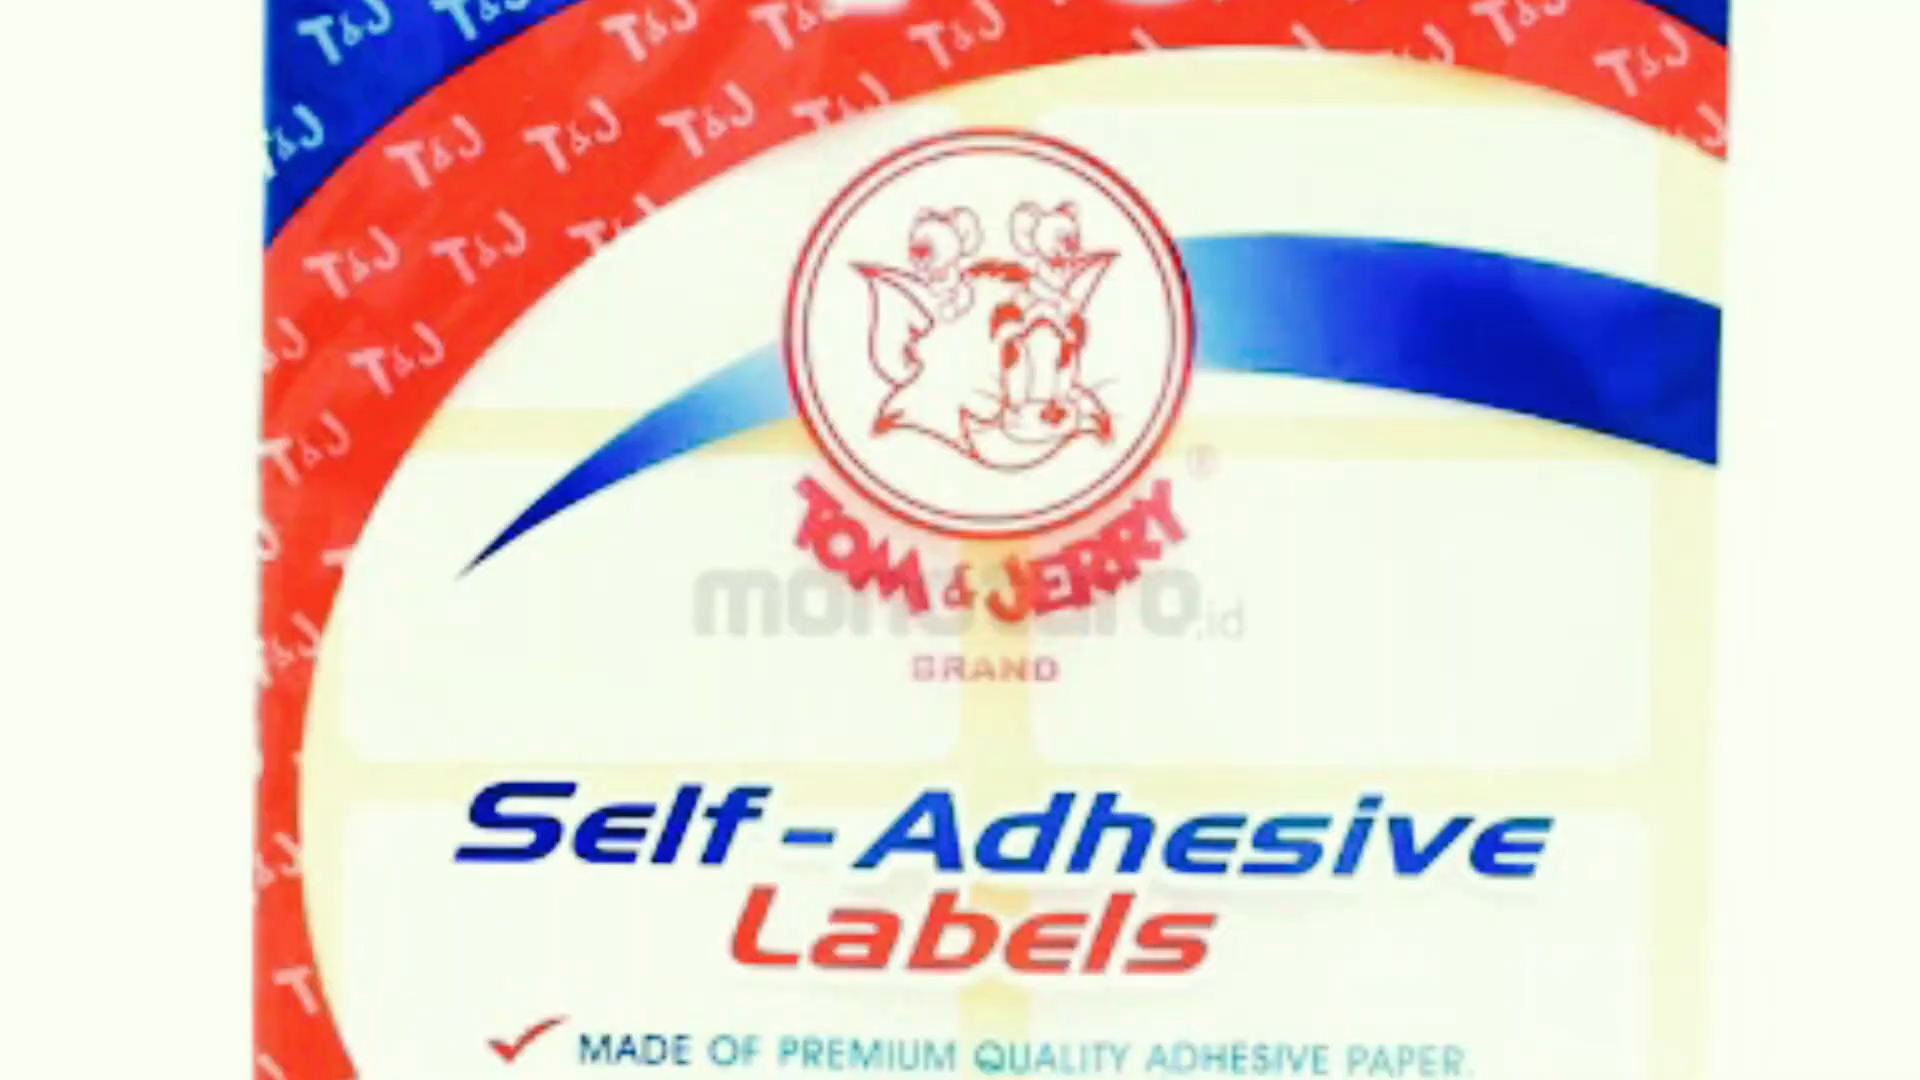 T&J T&J
T&J T&J T&J T&J T&J
T&J T&J T&J T&J T&J
T&J T&J
T&J
T&J
T&J
TOM & JERRY ®
monotaro.id
BRAND
Self-Adhesive
Labels
MADE OF PREMIUM QUALITY ADHESIVE PAPER.